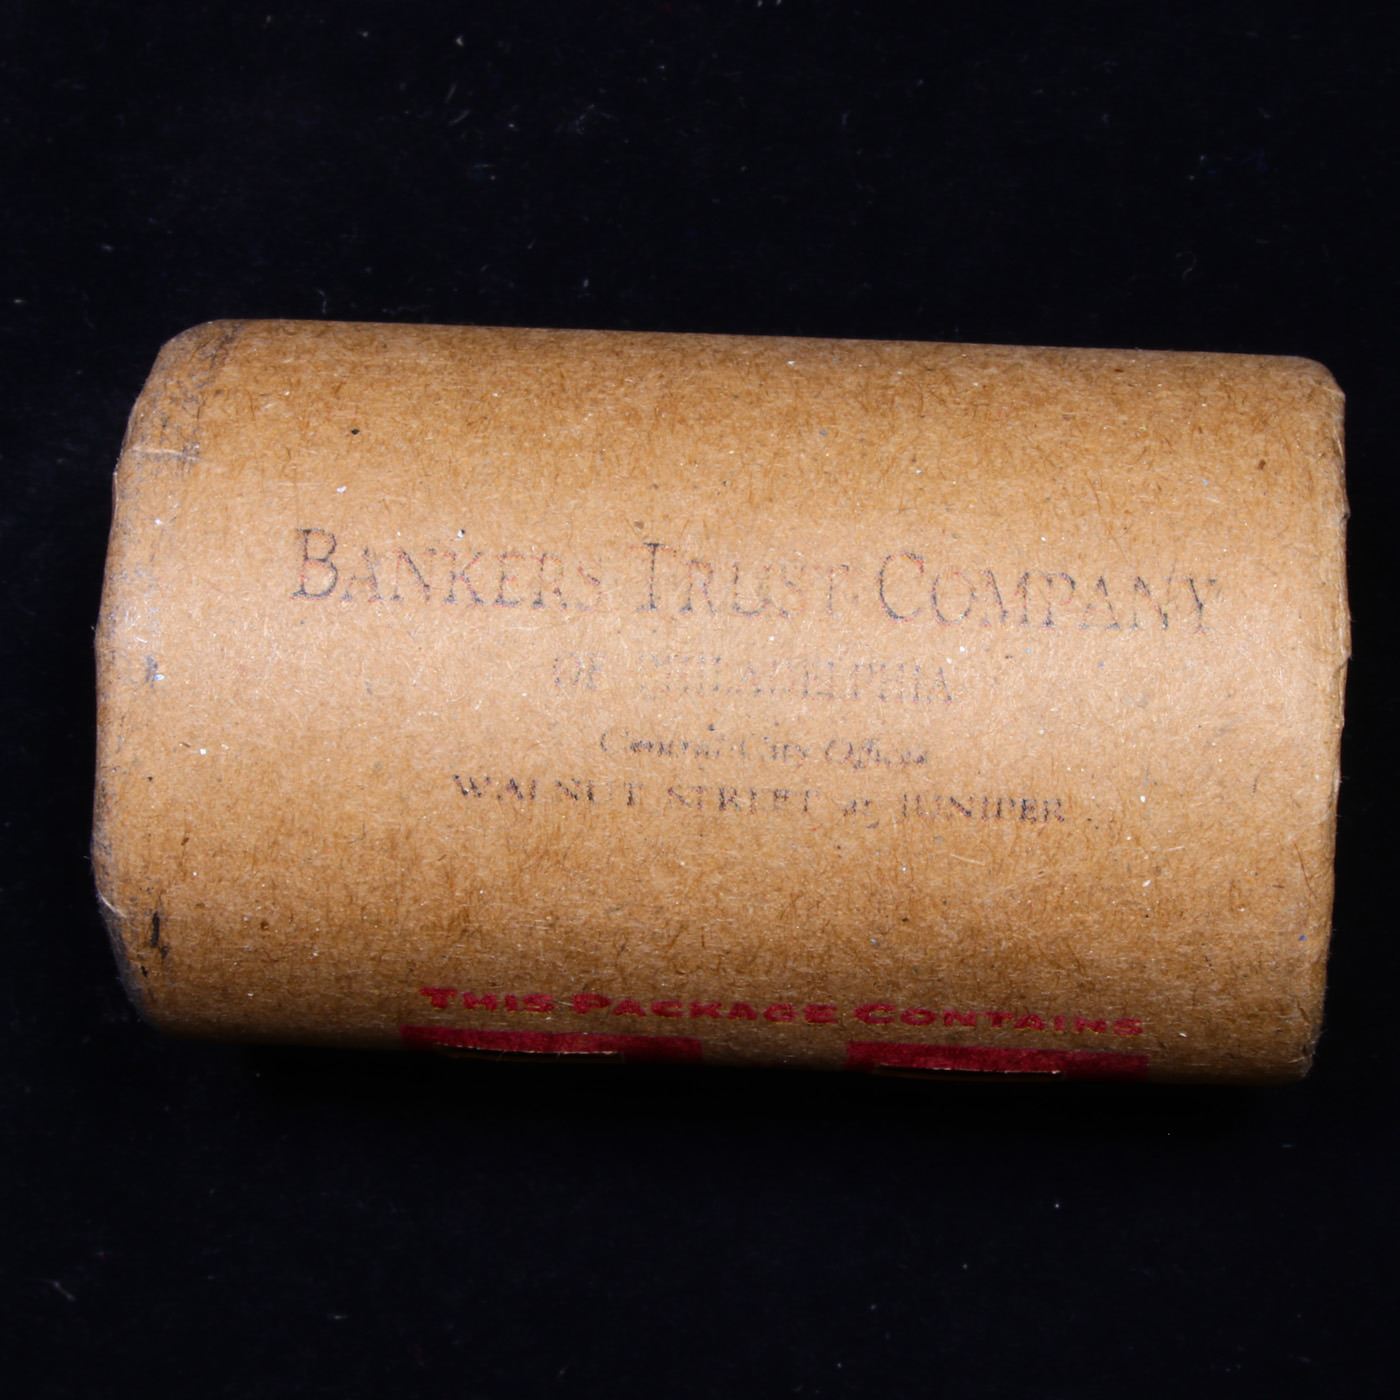 BANKERS TRUST COMPANY
OF PHILADELPHIA
Central City Offices
WALNUT STREET at JUNIPER
THIS PACKAGE CONTAINS